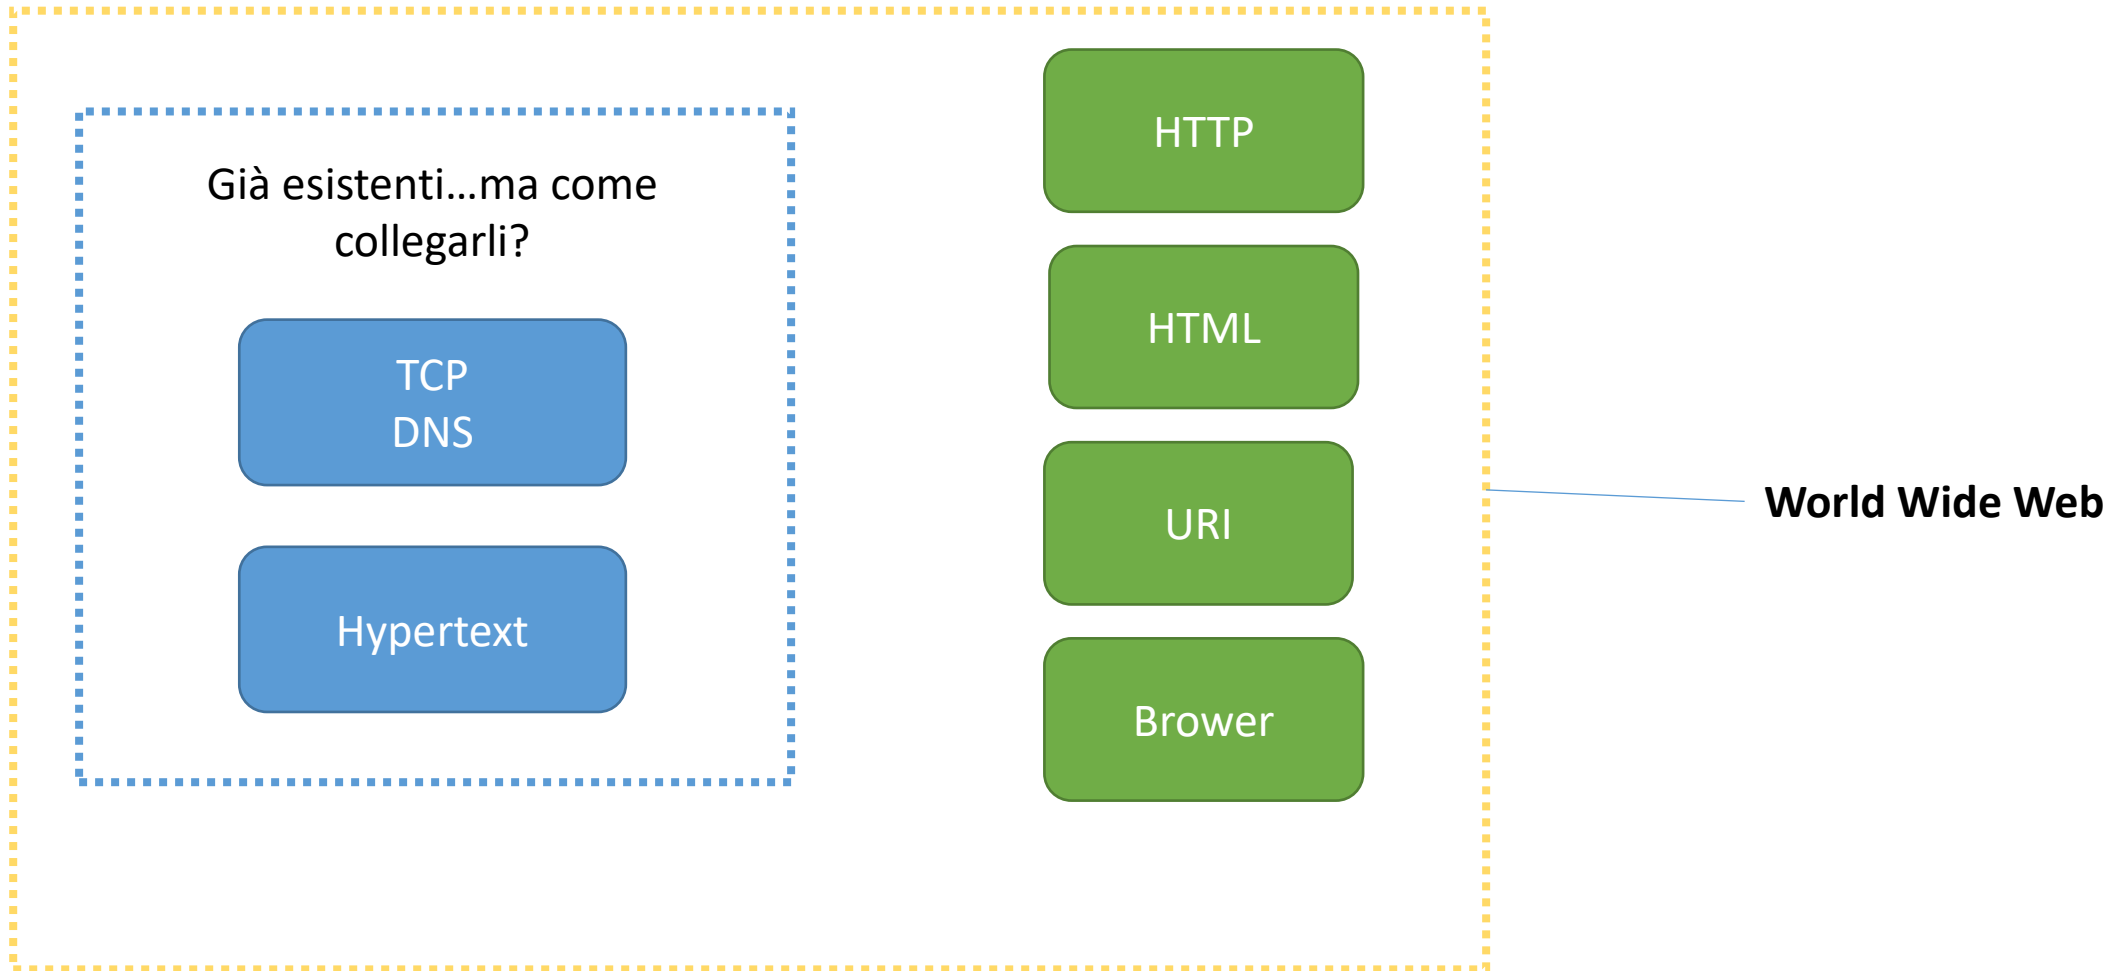 Già esistenti...ma come
collegarli?
TCP
DNS
Hypertext
HTTP
HTML
URI
Brower
World Wide Web